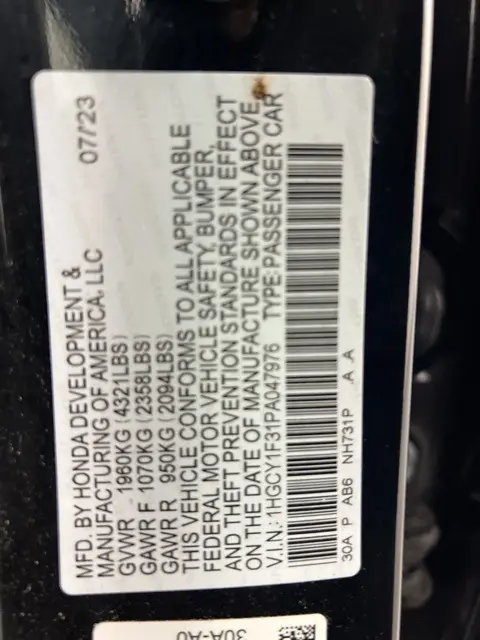 MFD. BY HONDA DEVELOPMENT & 07/23
MANUFACTURING OF AMERICA, LLC
GVWR 1960KG (4321LBS)
GAWR F 1070KG (2358LBS)
GAWR R 950KG (2094LBS)
THIS VEHICLE CONFORMS TO ALL APPLICABLE
FEDERAL MOTOR VEHICLE SAFETY, BUMPER,
AND THEFT PREVENTION STANDARDS IN EFFECT
ON THE DATE OF MANUFACTURE SHOWN ABOVE.
V.I.N.: 1HGCY1F31PA047976 TYPE: PASSENGER CAR
30A P AB6 NH731P A A
30A-A0